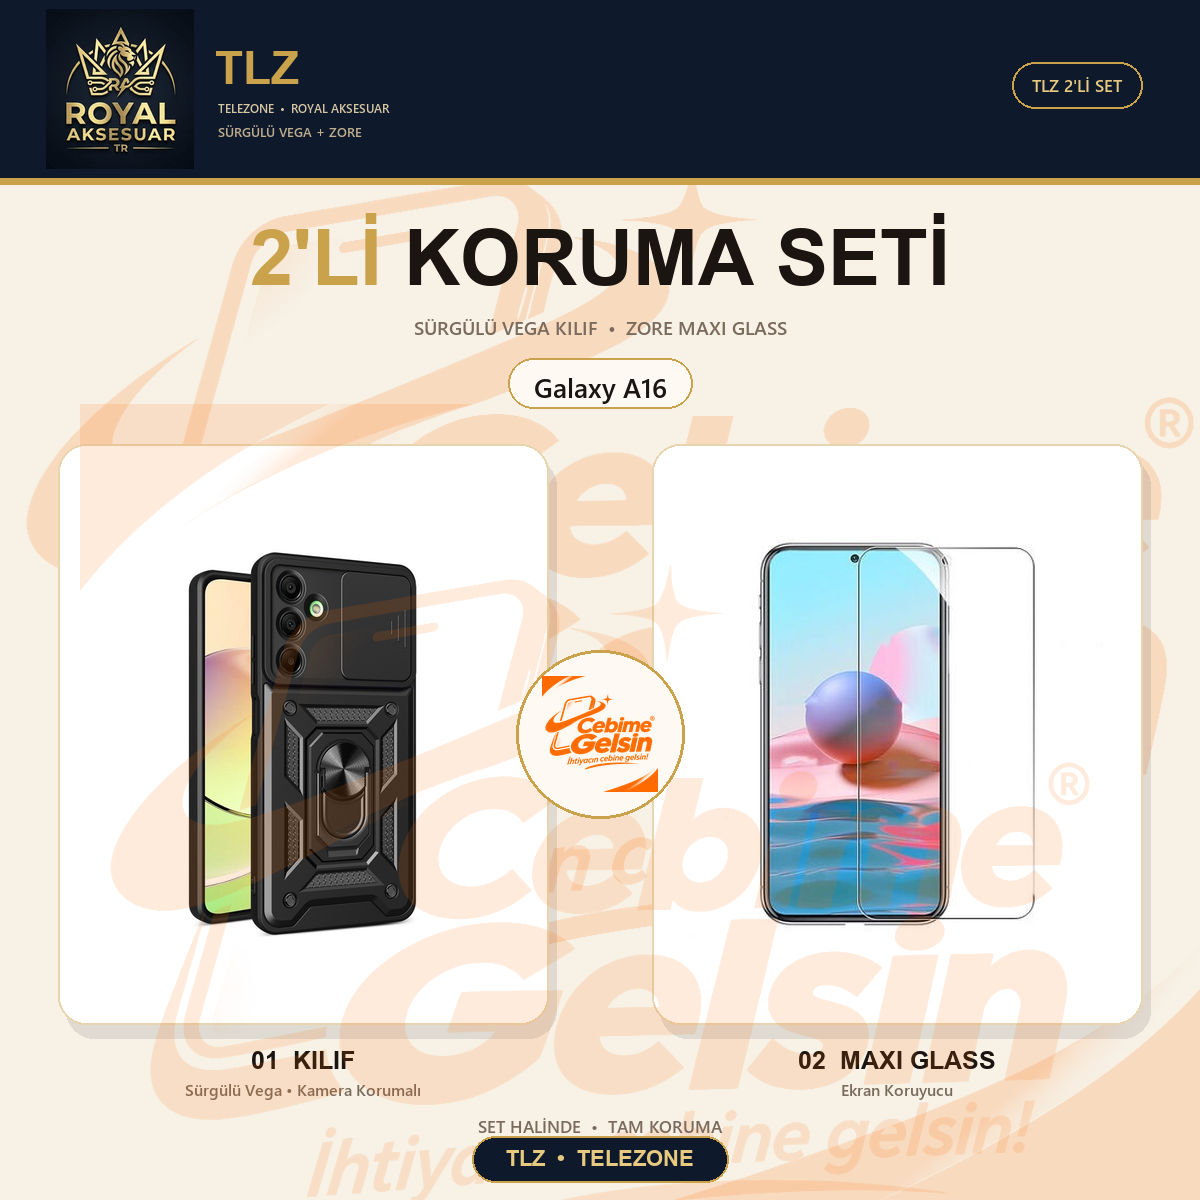 ROYAL
AKSESUAR
TR
TLZ
TELEZONE • ROYAL AKSESUAR
SÜRGÜLÜ VEGA + ZORE
TLZ 2'Lİ SET
2'Lİ KORUMA SETİ
SÜRGÜLÜ VEGA KILIF • ZORE MAXI GLASS
Galaxy A16
Cebime®
Gelsin
İhtiyacın cebine gelsin!
Cebime®
Gelsin
01 KILIF
Sürgülü Vega • Kamera Korumalı
02 MAXI GLASS
Ekran Koruyucu
SET HALİNDE • TAM KORUMA
TLZ • TELEZONE